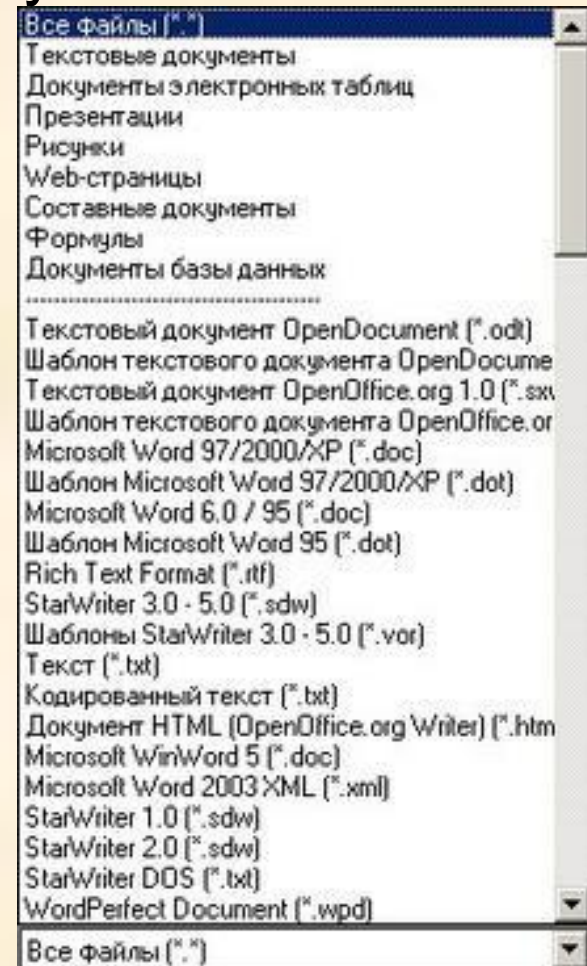 Все файлы (*.*)
Текстовые документы
Документы электронных таблиц
Презентации
Рисунки
Web-страницы
Составные документы
Формулы
Документы базы данных
----------------------------------------
Текстовый документ OpenDocument (*.odt)
Шаблон текстового документа OpenDocume
Текстовый документ OpenOffice.org 1.0 (*.sxw
Шаблон текстового документа OpenOffice.or
Microsoft Word 97/2000/XP (*.doc)
Шаблон Microsoft Word 97/2000/XP (*.dot)
Microsoft Word 6.0 / 95 (*.doc)
Шаблон Microsoft Word 95 (*.dot)
Rich Text Format (*.rtf)
StarWriter 3.0 - 5.0 (*.sdw)
Шаблоны StarWriter 3.0 - 5.0 (*.vor)
Текст (*.txt)
Кодированный текст (*.txt)
Документ HTML (OpenOffice.org Writer) (*.htm
Microsoft WinWord 5 (*.doc)
Microsoft Word 2003 XML (*.xml)
StarWriter 1.0 (*.sdw)
StarWriter 2.0 (*.sdw)
StarWriter DOS (*.txt)
WordPerfect Document (*.wpd)
Все файлы (*.*)